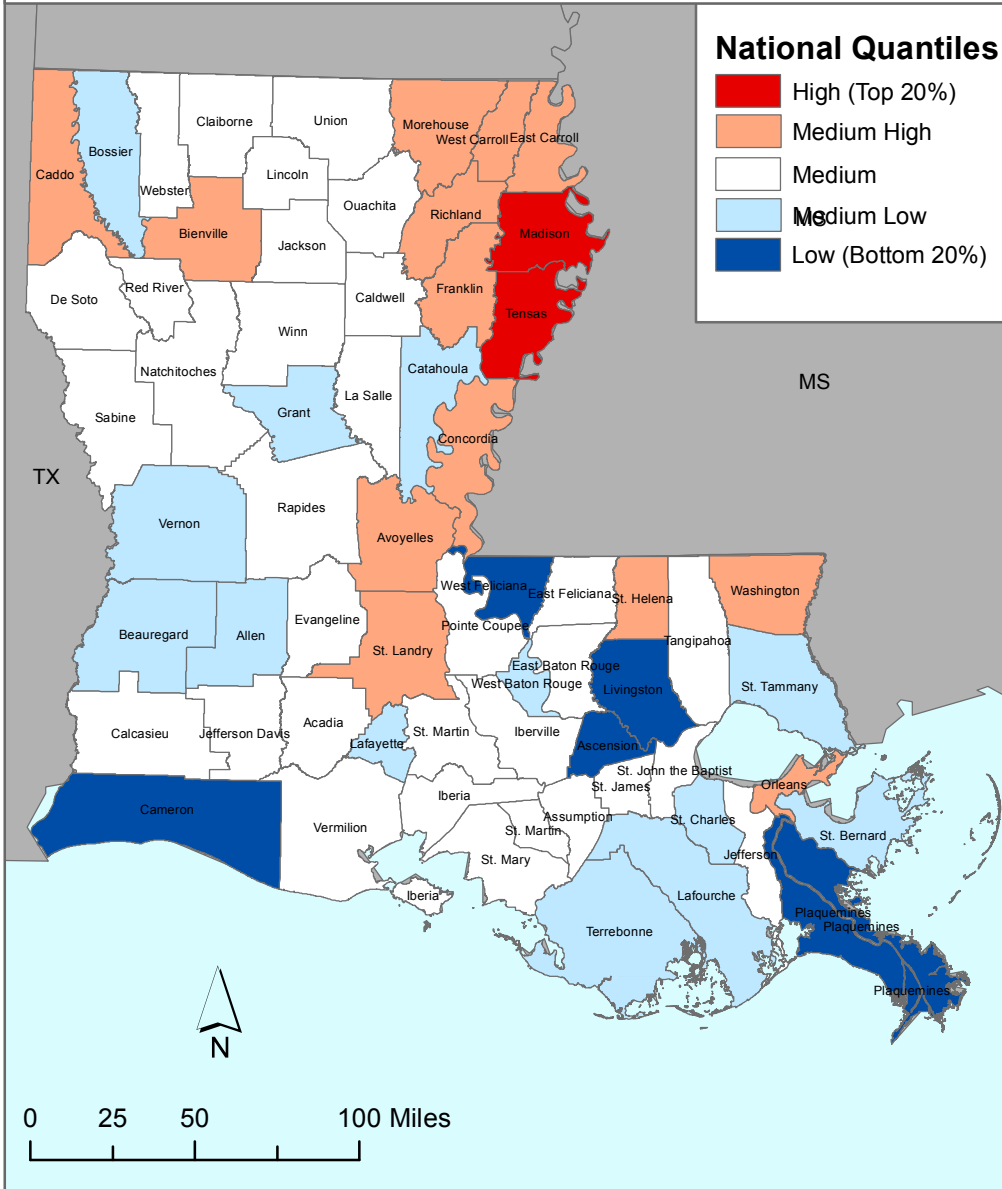 National Quantiles
High (Top 20%)
Medium High
Medium
MS
Medium Low
Low (Bottom 20%)
Caddo
Bossier
Webster
Claiborne
Union
Lincoln
Morehouse
West Carroll
East Carroll
Ouachita
Richland
Madison
Bienville
Jackson
Franklin
Tensas
De Soto
Red River
Caldwell
Winn
Natchitoches
Catahoula
MS
Sabine
Grant
La Salle
Concordia
TX
Rapides
Vernon
Avoyelles
West Feliciana
East Feliciana
St. Helena
Washington
Evangeline
Pointe Coupee
Beauregard
Allen
Tangipahoa
St. Landry
East Baton Rouge
West Baton Rouge
Livingston
St. Tammany
Acadia
Calcasieu
Jefferson Davis
Lafayette
St. Martin
Iberville
Ascension
St. John the Baptist
Orleans
St. James
Cameron
Iberia
Vermilion
Assumption
St. Martin
St. Charles
St. Bernard
Jefferson
St. Mary
Iberia
Lafourche
Terrebonne
Plaquemines
Plaquemines
Plaquemines
N
0 25 50 100 Miles